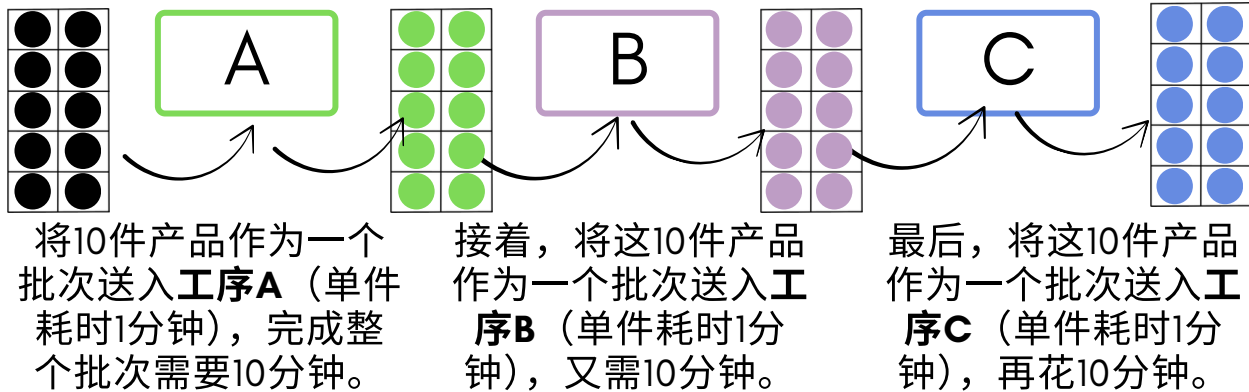 A
B
C
将10件产品作为一个
批次送入工序A（单件
耗时1分钟），完成整
个批次需要10分钟。
接着，将这10件产品
作为一个批次送入工
序B（单件耗时1分
钟），又需10分钟。
最后，将这10件产品
作为一个批次送入工
序C（单件耗时1分
钟），再花10分钟。